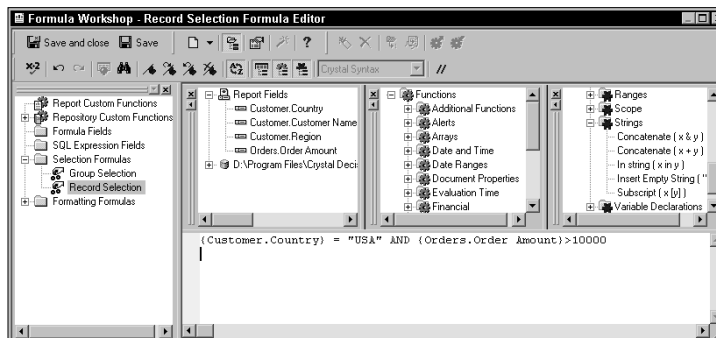 Formula Workshop - Record Selection Formula Editor
Save and close Save
x+2 Crystal Syntax //
Report Custom Functions
Repository Custom Functions
Formula Fields
SQL Expression Fields
Selection Formulas
Group Selection
Record Selection
Formatting Formulas
Report Fields
Customer.Country
Customer.Customer Name
Customer.Region
Orders.Order Amount
D:\Program Files\Crystal Deci
Functions
Additional Functions
Alerts
Arrays
Date and Time
Date Ranges
Document Properties
Evaluation Time
Financial
Ranges
Scope
Strings
Concatenate ( x & y )
Concatenate ( x + y )
In string ( x in y )
Insert Empty String ( "
Subscript ( x [y] )
Variable Declarations
{Customer.Country} = "USA" AND {Orders.Order Amount}>10000